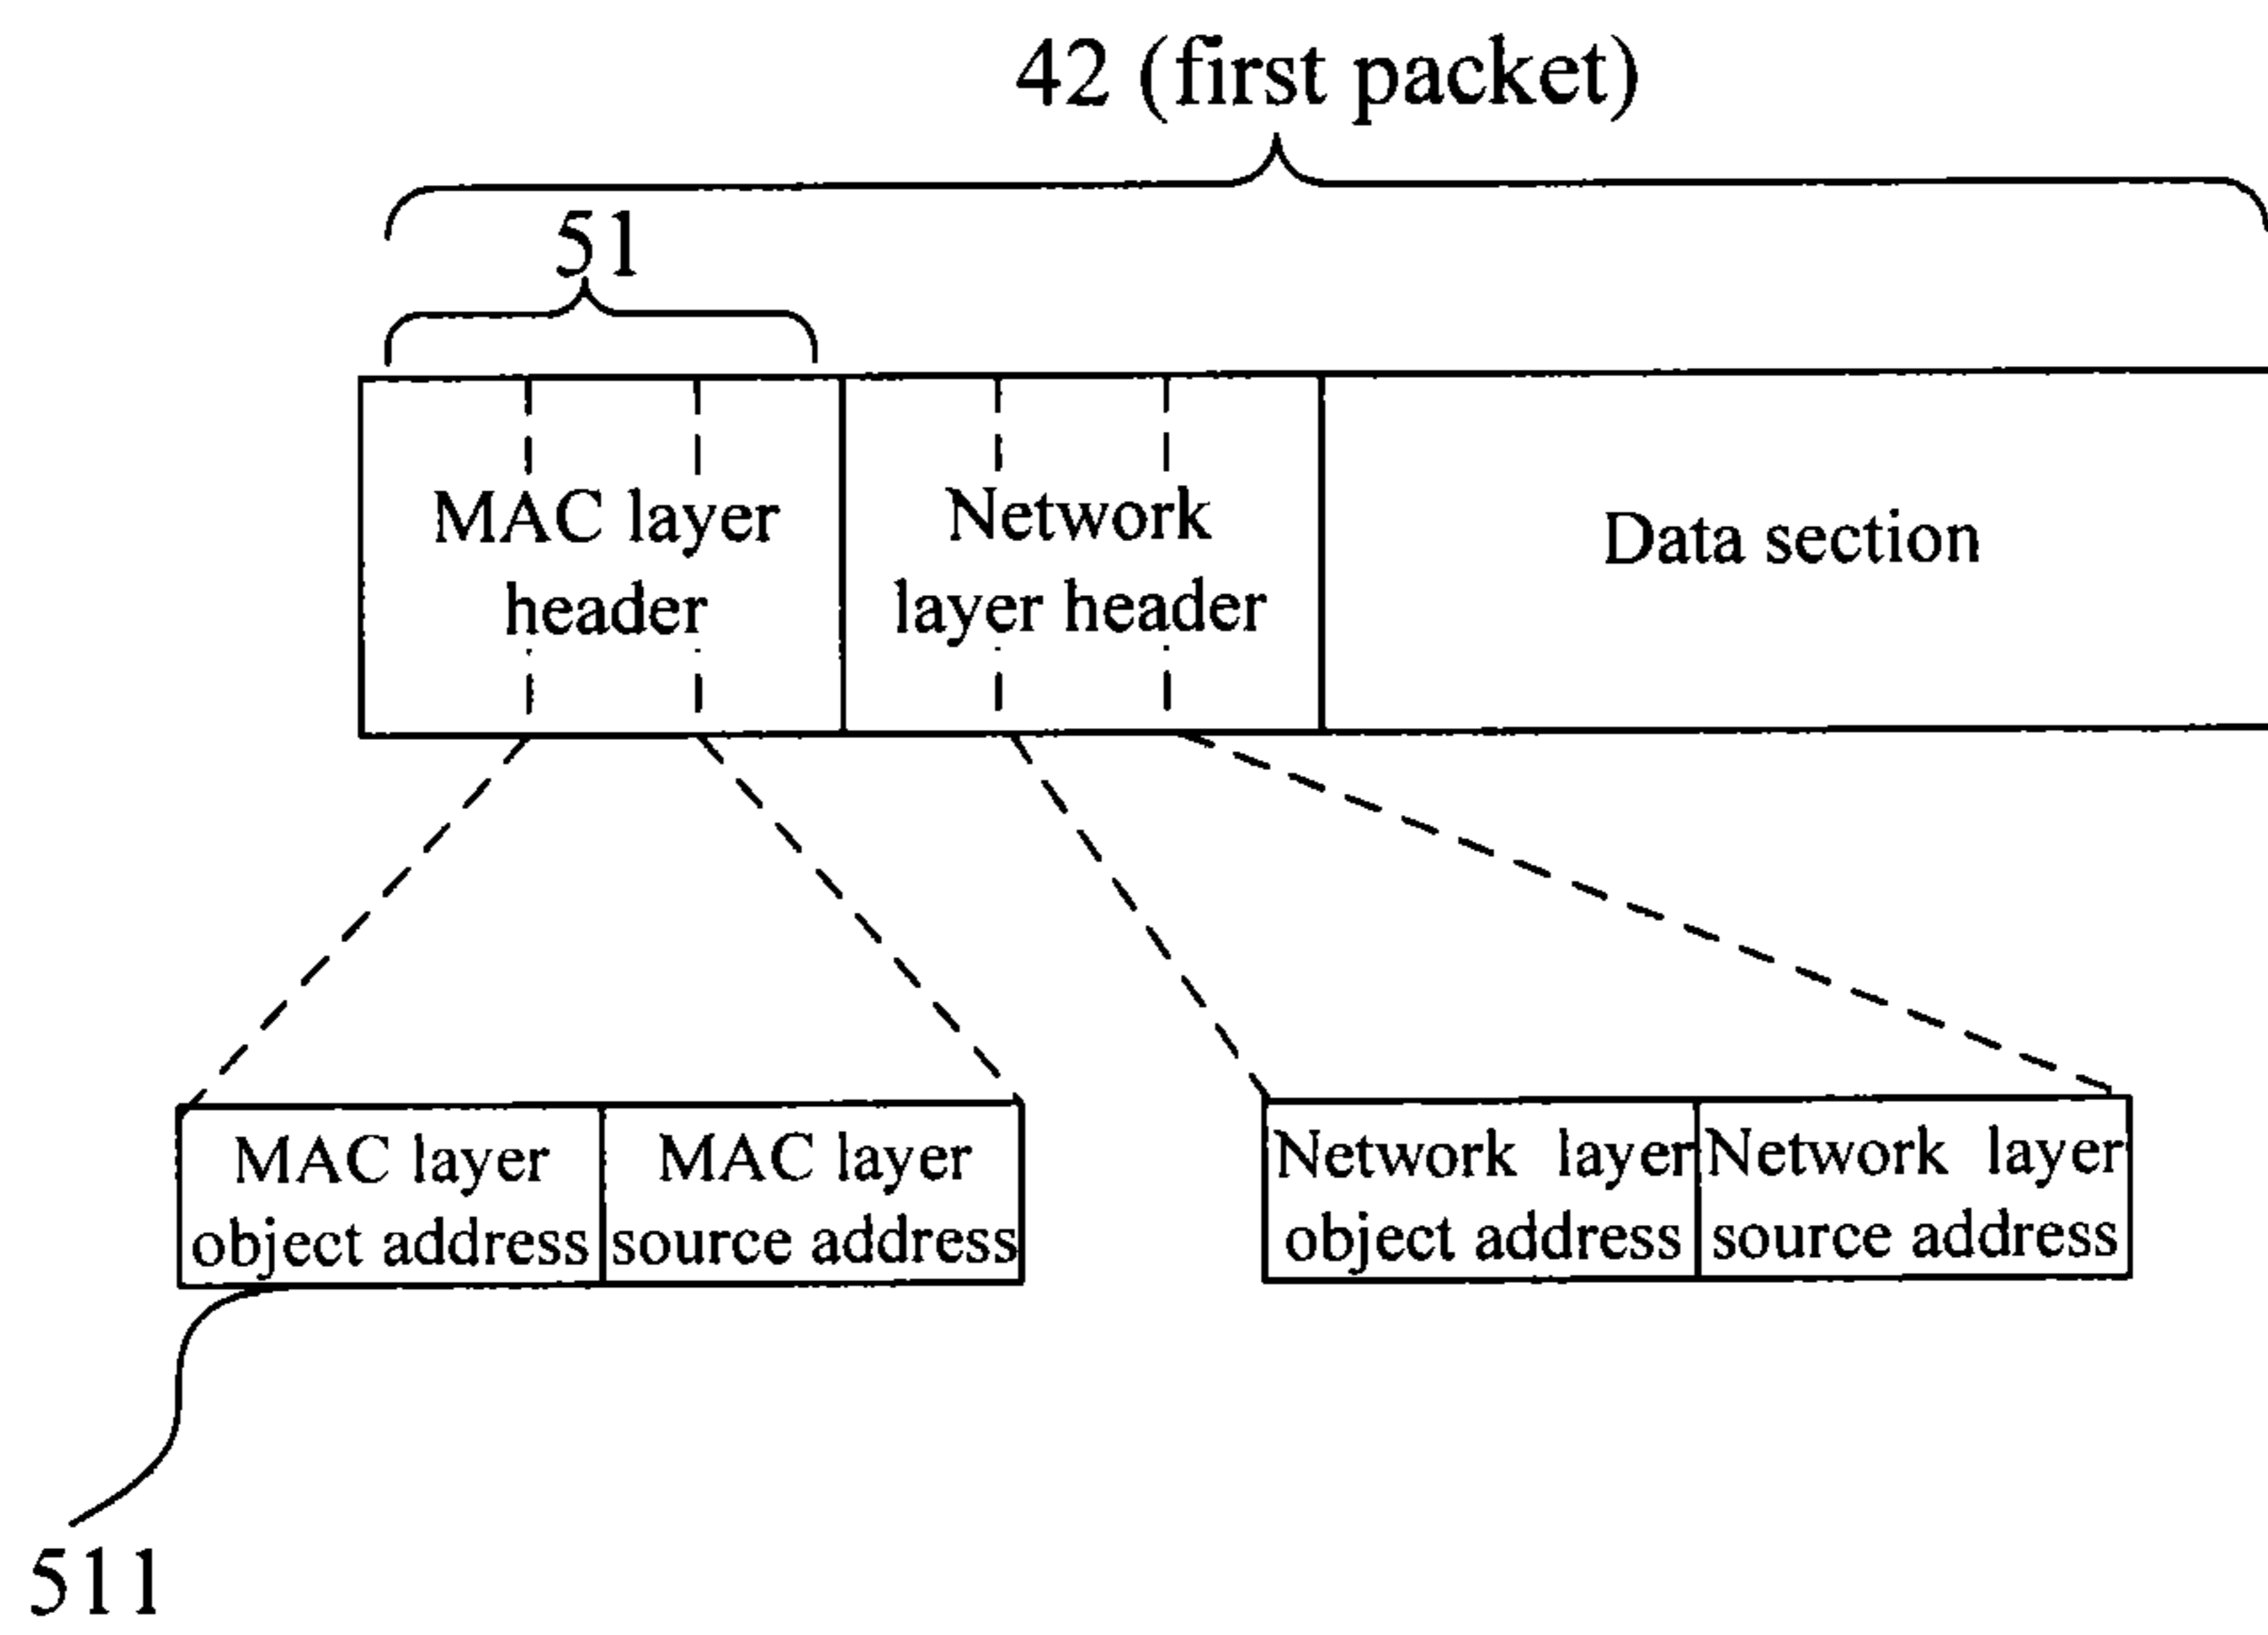 42 (first packet)
51
MAC layer
header
Network
layer header
Data section
MAC layer
object address
MAC layer
source address
Network layer
object address
Network layer
source address
511